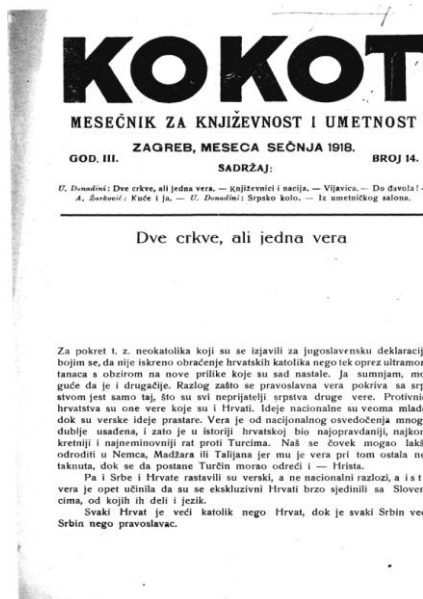 KOKOT
MESEČNIK ZA KNJIŽEVNOST I UMETNOST
ZAGREB, MESECA SEČNJA 1918.
GOD. III.
BROJ 14.
SADRŽAJ:
U. Donadini: Dve crkve, ali jedna vera. — Književnici i nacija. — Vijavica. — Do đavola! -
A. Žarković: Kuće i Ja. — U. Donadini: Srpsko kolo. — Iz umetničkog salona.
Dve crkve, ali jedna vera
Za pokret t. z. neokatolika koji su se izjavili za jugoslavensku deklaracij
bojim se, da nije iskreno obraćenje hrvatskih katolika nego tek oprez ultramon
tanaca s obzirom na nove prilike koje su sad nastale. Ja sumnjam, mo
guće da je i drugačije. Razlog zašto se pravoslavna vera pokriva sa srp
stvom jest samo taj, što su svi neprijatelji srpstva druge vere. Protivnic
hrvatstva su one vere koje su i Hrvati. Ideje nacionalne su veoma mlade
dok su verske ideje prastare. Vera je od nacijonalnog osvedočenja mnog
dublje usađena, i zato je u istoriji hrvatskoj bio najopravdaniji, najkon
kretniji i najneminovniji rat proti Turcima. Naš se čovek mogao lakš
odroditi u Nemca, Madžara ili Talijana jer mu je vera pri tom ostala ne
taknuta, dok se da postane Turčin morao odreći i — Hrista.
Pa i Srbe i Hrvate rastavili su verski, a ne nacionalni razlozi, a i s t
vera je opet učinila da su se ekskluzivni Hrvati brzo sjedinili sa Sloven
cima, od kojih ih deli i jezik.
Svaki Hrvat je veći katolik nego Hrvat, dok je svaki Srbin već
Srbin nego pravoslavac.